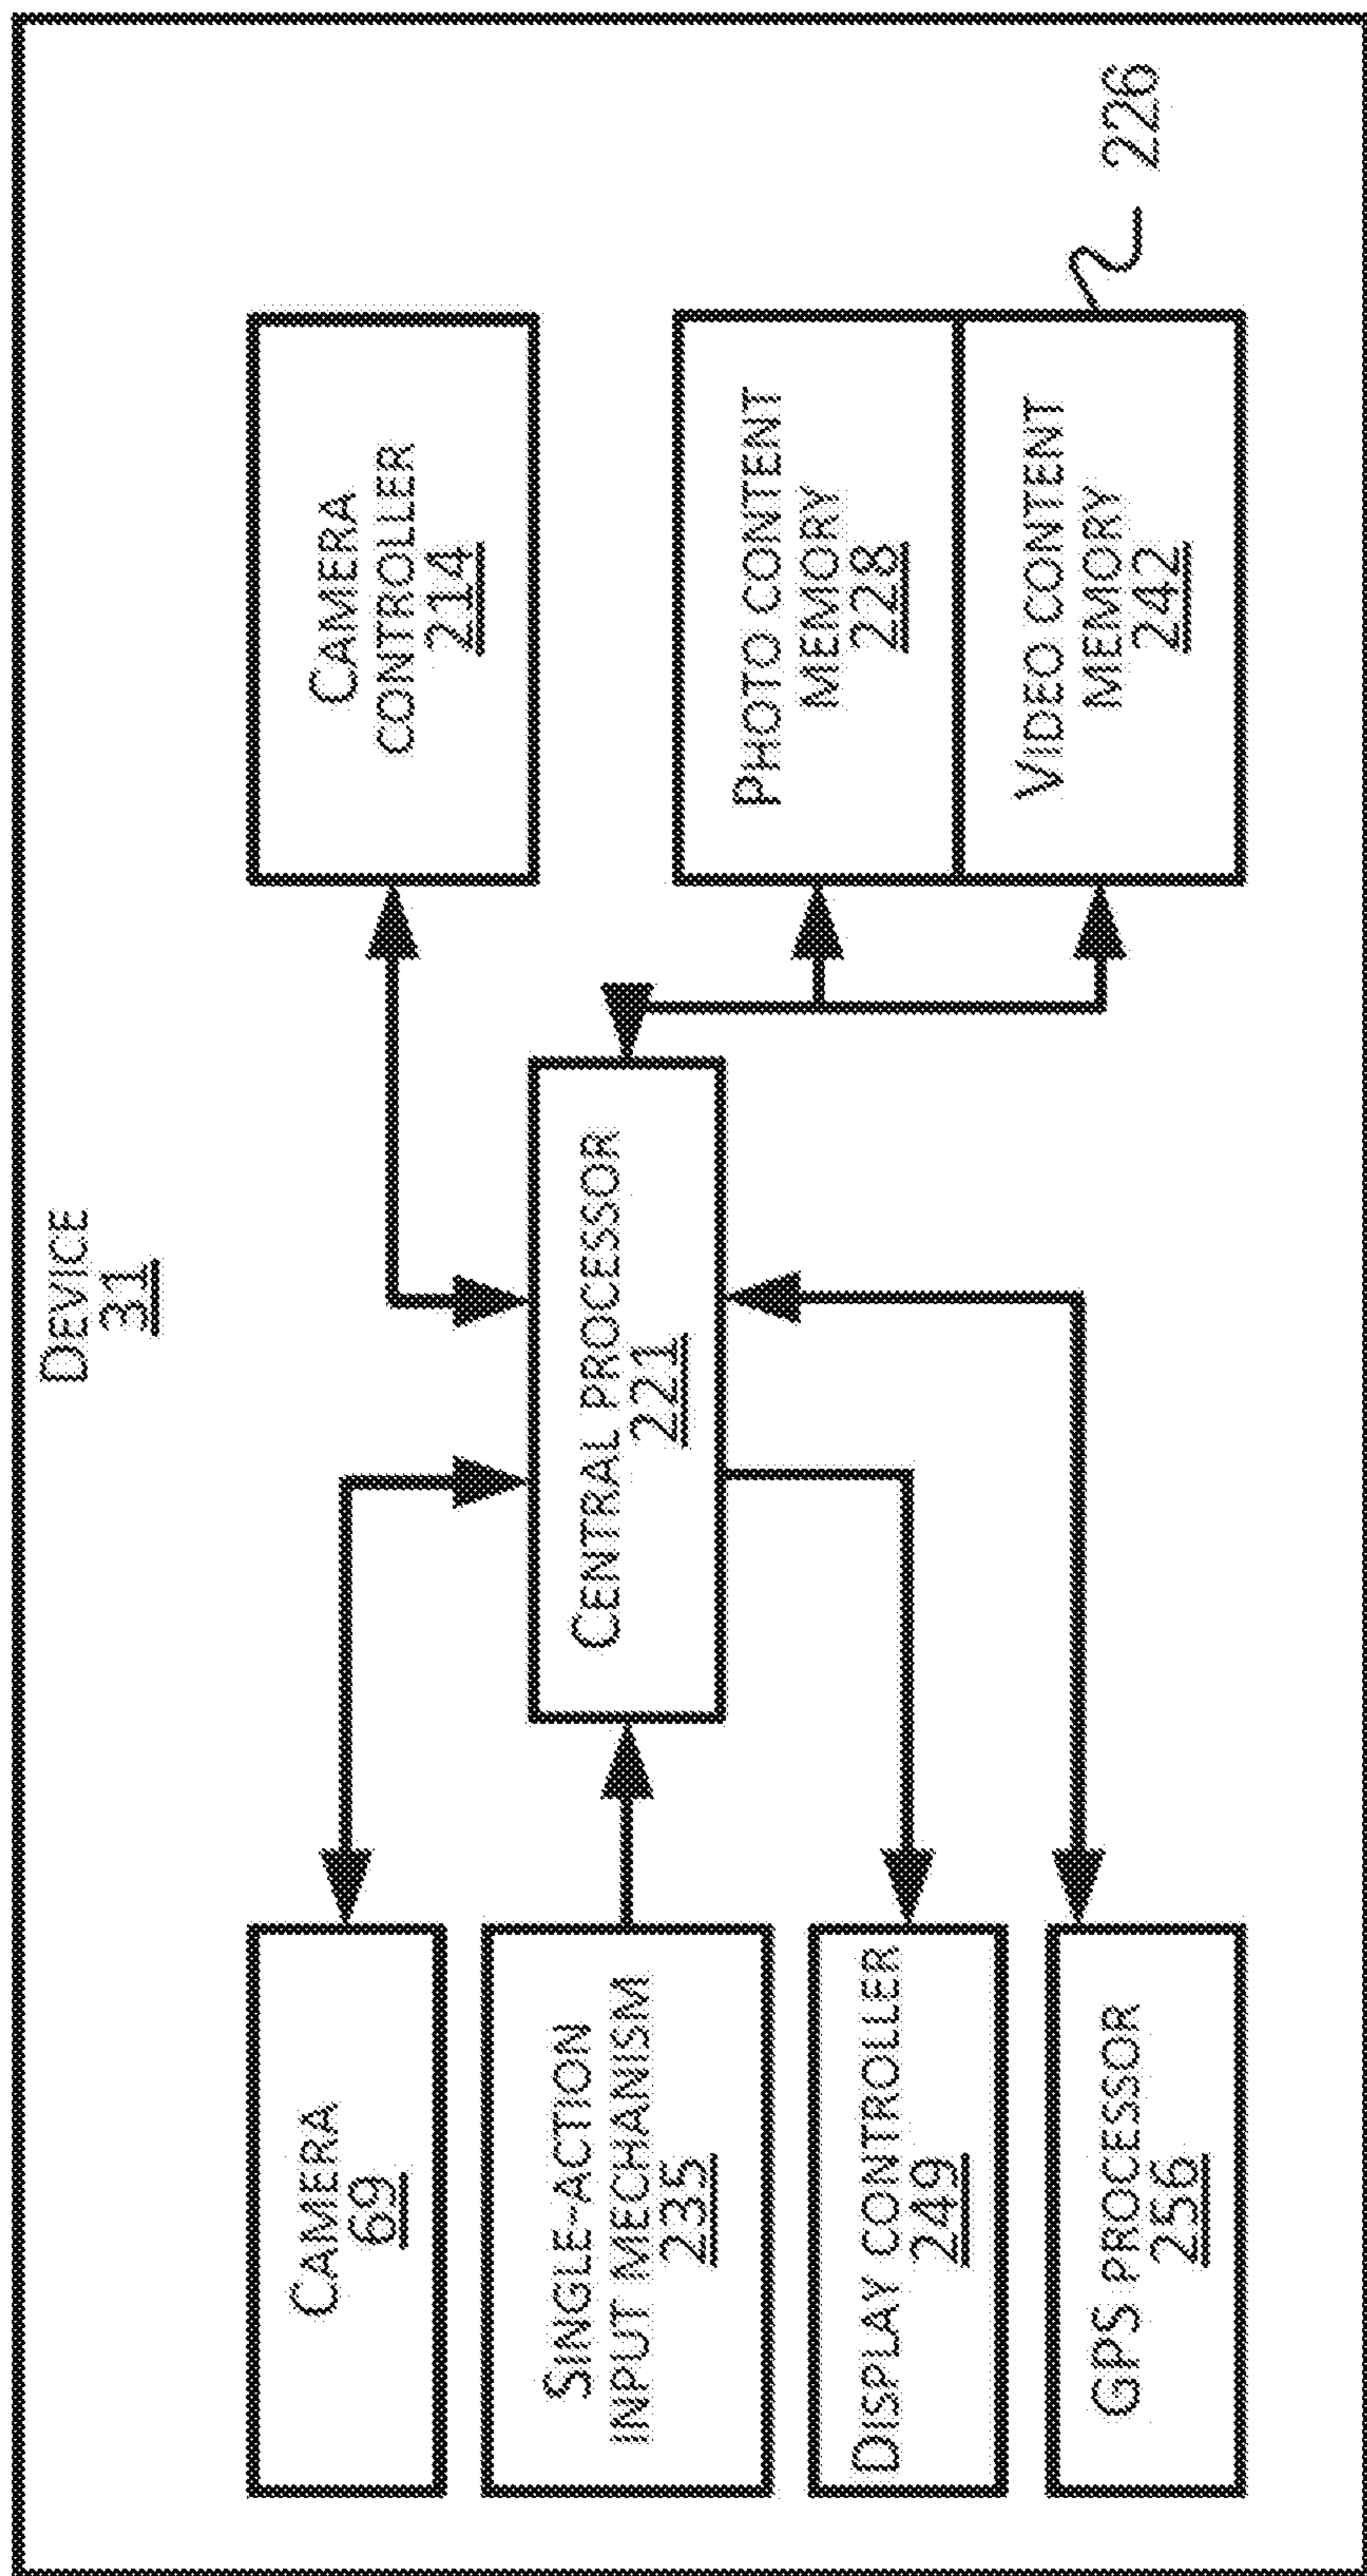 DEVICE
31
CAMERA
69
SINGLE-ACTION
INPUT MECHANISM
235
DISPLAY CONTROLLER
249
GPS PROCESSOR
256
CENTRAL PROCESSOR
221
CAMERA
CONTROLLER
214
PHOTO CONTENT
MEMORY
228
VIDEO CONTENT
MEMORY
242
226